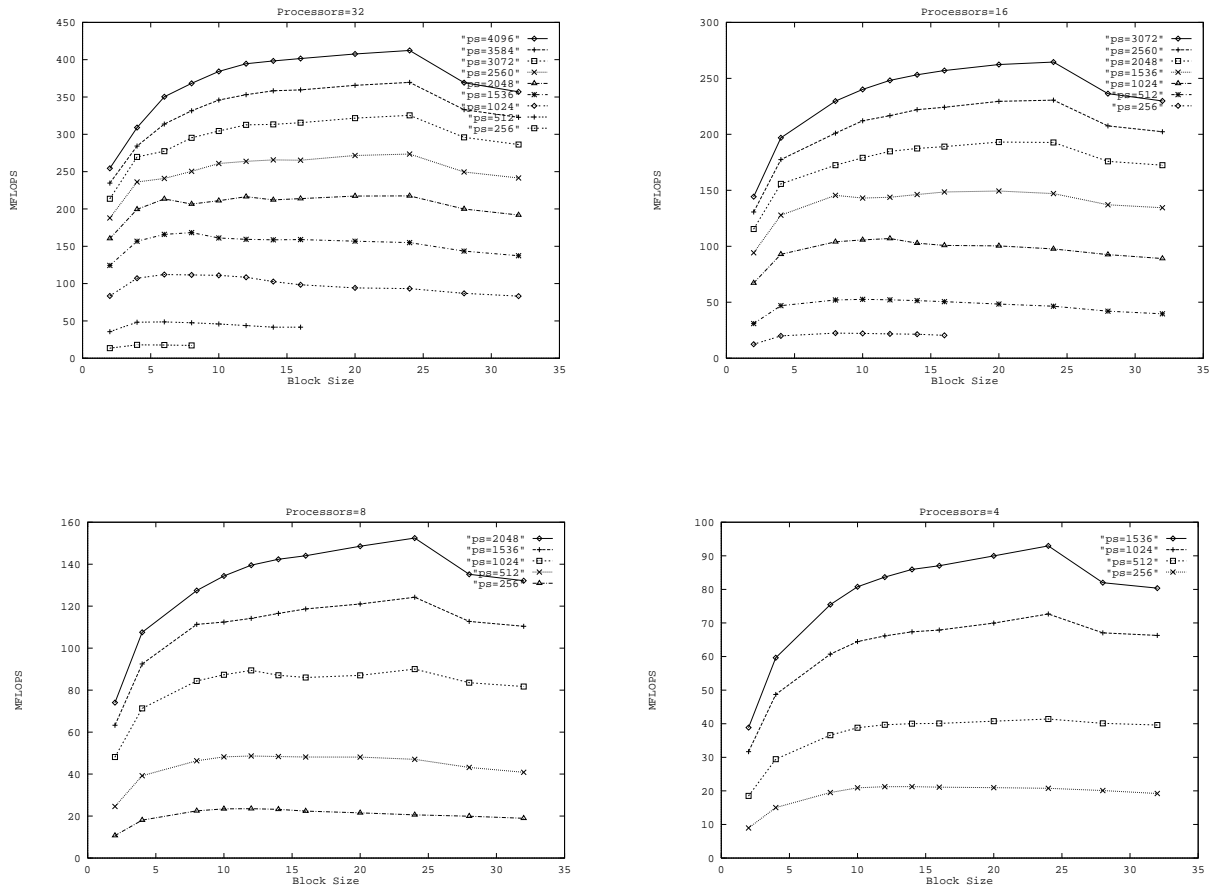 Processors=32
450
400
350
300
250
200
150
100
50
0
MFLOPS
"ps=4096"
"ps=3584"
"ps=3072"
"ps=2560"
"ps=2048"
"ps=1536"
"ps=1024"
"ps=512"
"ps=256"
0 5 10 15 20 25 30 35
Block Size
Processors=16
300
250
200
150
100
50
0
MFLOPS
"ps=3072"
"ps=2560"
"ps=2048"
"ps=1536"
"ps=1024"
"ps=512"
"ps=256"
0 5 10 15 20 25 30 35
Block Size
Processors=8
160
140
120
100
80
60
40
20
0
MFLOPS
"ps=2048"
"ps=1536"
"ps=1024"
"ps=512"
"ps=256"
0 5 10 15 20 25 30 35
Block Size
Processors=4
100
90
80
70
60
50
40
30
20
10
0
MFLOPS
"ps=1536"
"ps=1024"
"ps=512"
"ps=256"
0 5 10 15 20 25 30 35
Block Size